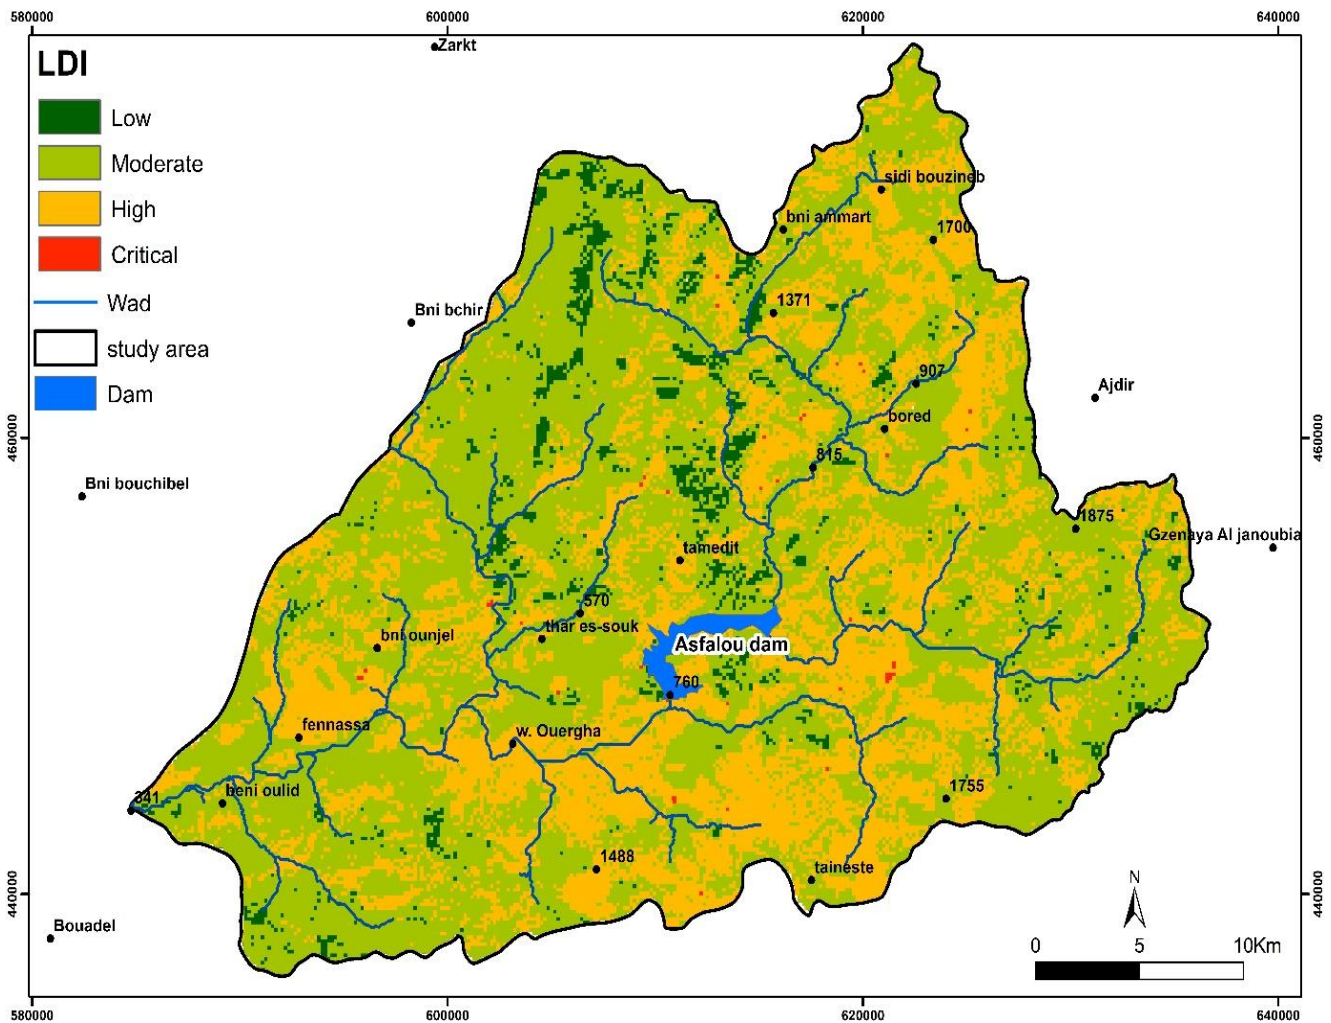 580000
600000
620000
640000
Zarkt
LDI
Low
Moderate
High
Critical
Wad
study area
Dam
sidi bouzineb
bni ammart
1700
Bni bchir
1371
907
Ajdir
bored
460000
460000
815
Bni bouchibel
1875
Gzenaya Al janoubia
tamedit
570
thar es-souk
bni ounjel
Asfalou dam
760
fennassa
w. Ouergha
1755
beni oulid
341
1488
taineste
440000
440000
Bouadel
N
0
5
10Km
580000
600000
620000
640000